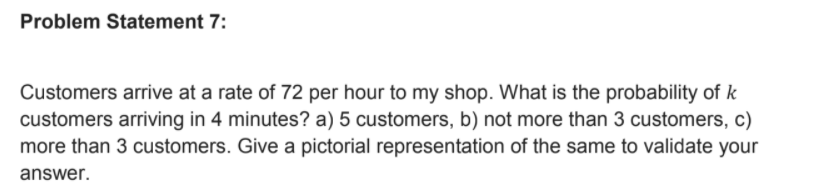 Problem Statement 7:
Customers arrive at a rate of 72 per hour to my shop. What is the probability of k
customers arriving in 4 minutes? a) 5 customers, b) not more than 3 customers, c)
more than 3 customers. Give a pictorial representation of the same to validate your
answer.